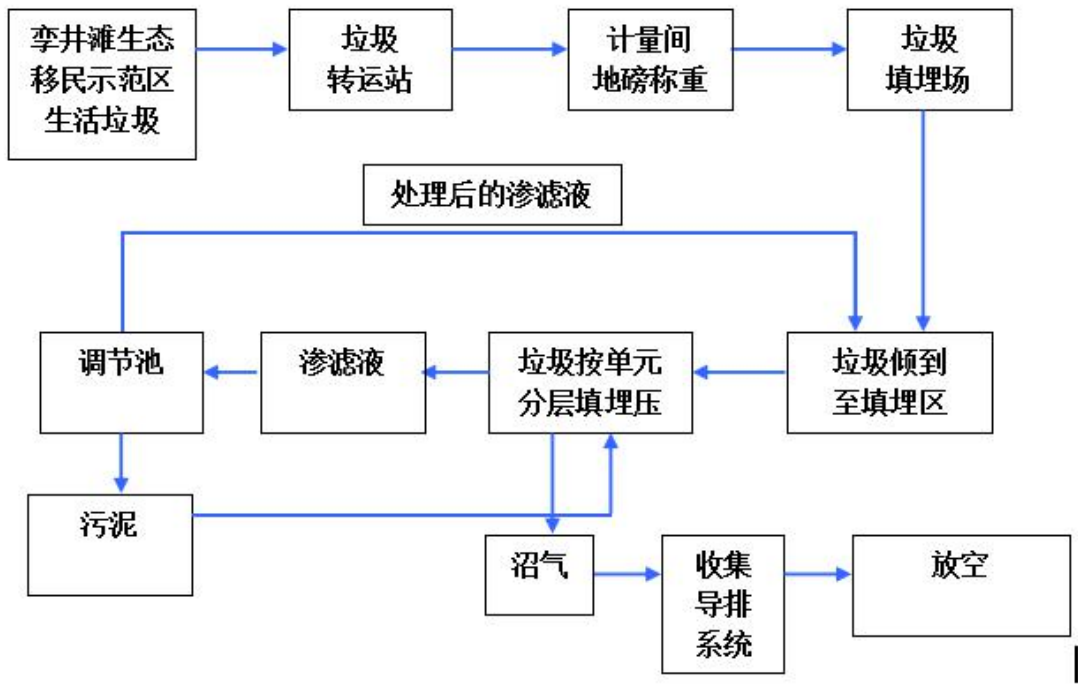 孪井滩生态
移民示范区
生活垃圾
垃圾
转运站
计量间
地磅称重
垃圾
填埋场
处理后的渗滤液
调节池
渗滤液
垃圾按单元
分层填埋压
垃圾倾到
至填埋区
污泥
沼气
收集
导排
系统
放空